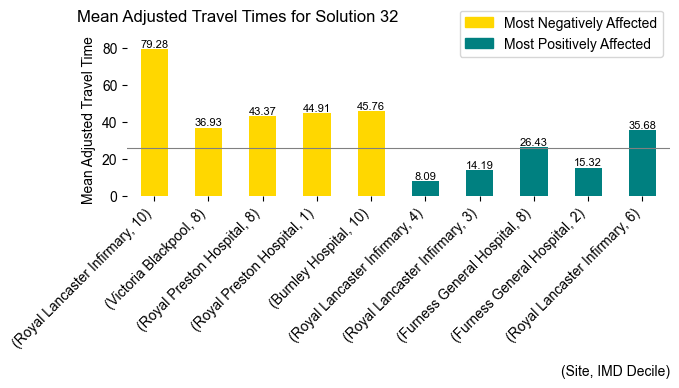 Mean Adjusted Travel Times for Solution 32
Most Negatively Affected
Most Positively Affected
Mean Adjusted Travel Time
80
60
40
20
0
79.28
36.93
43.37
44.91
45.76
8.09
14.19
26.43
15.32
35.68
(Royal Lancaster Infirmary, 10)
(Victoria Blackpool, 8)
(Royal Preston Hospital, 8)
(Royal Preston Hospital, 1)
(Burnley Hospital, 10)
(Royal Lancaster Infirmary, 4)
(Royal Lancaster Infirmary, 3)
(Furness General Hospital, 8)
(Furness General Hospital, 2)
(Royal Lancaster Infirmary, 6)
(Site, IMD Decile)